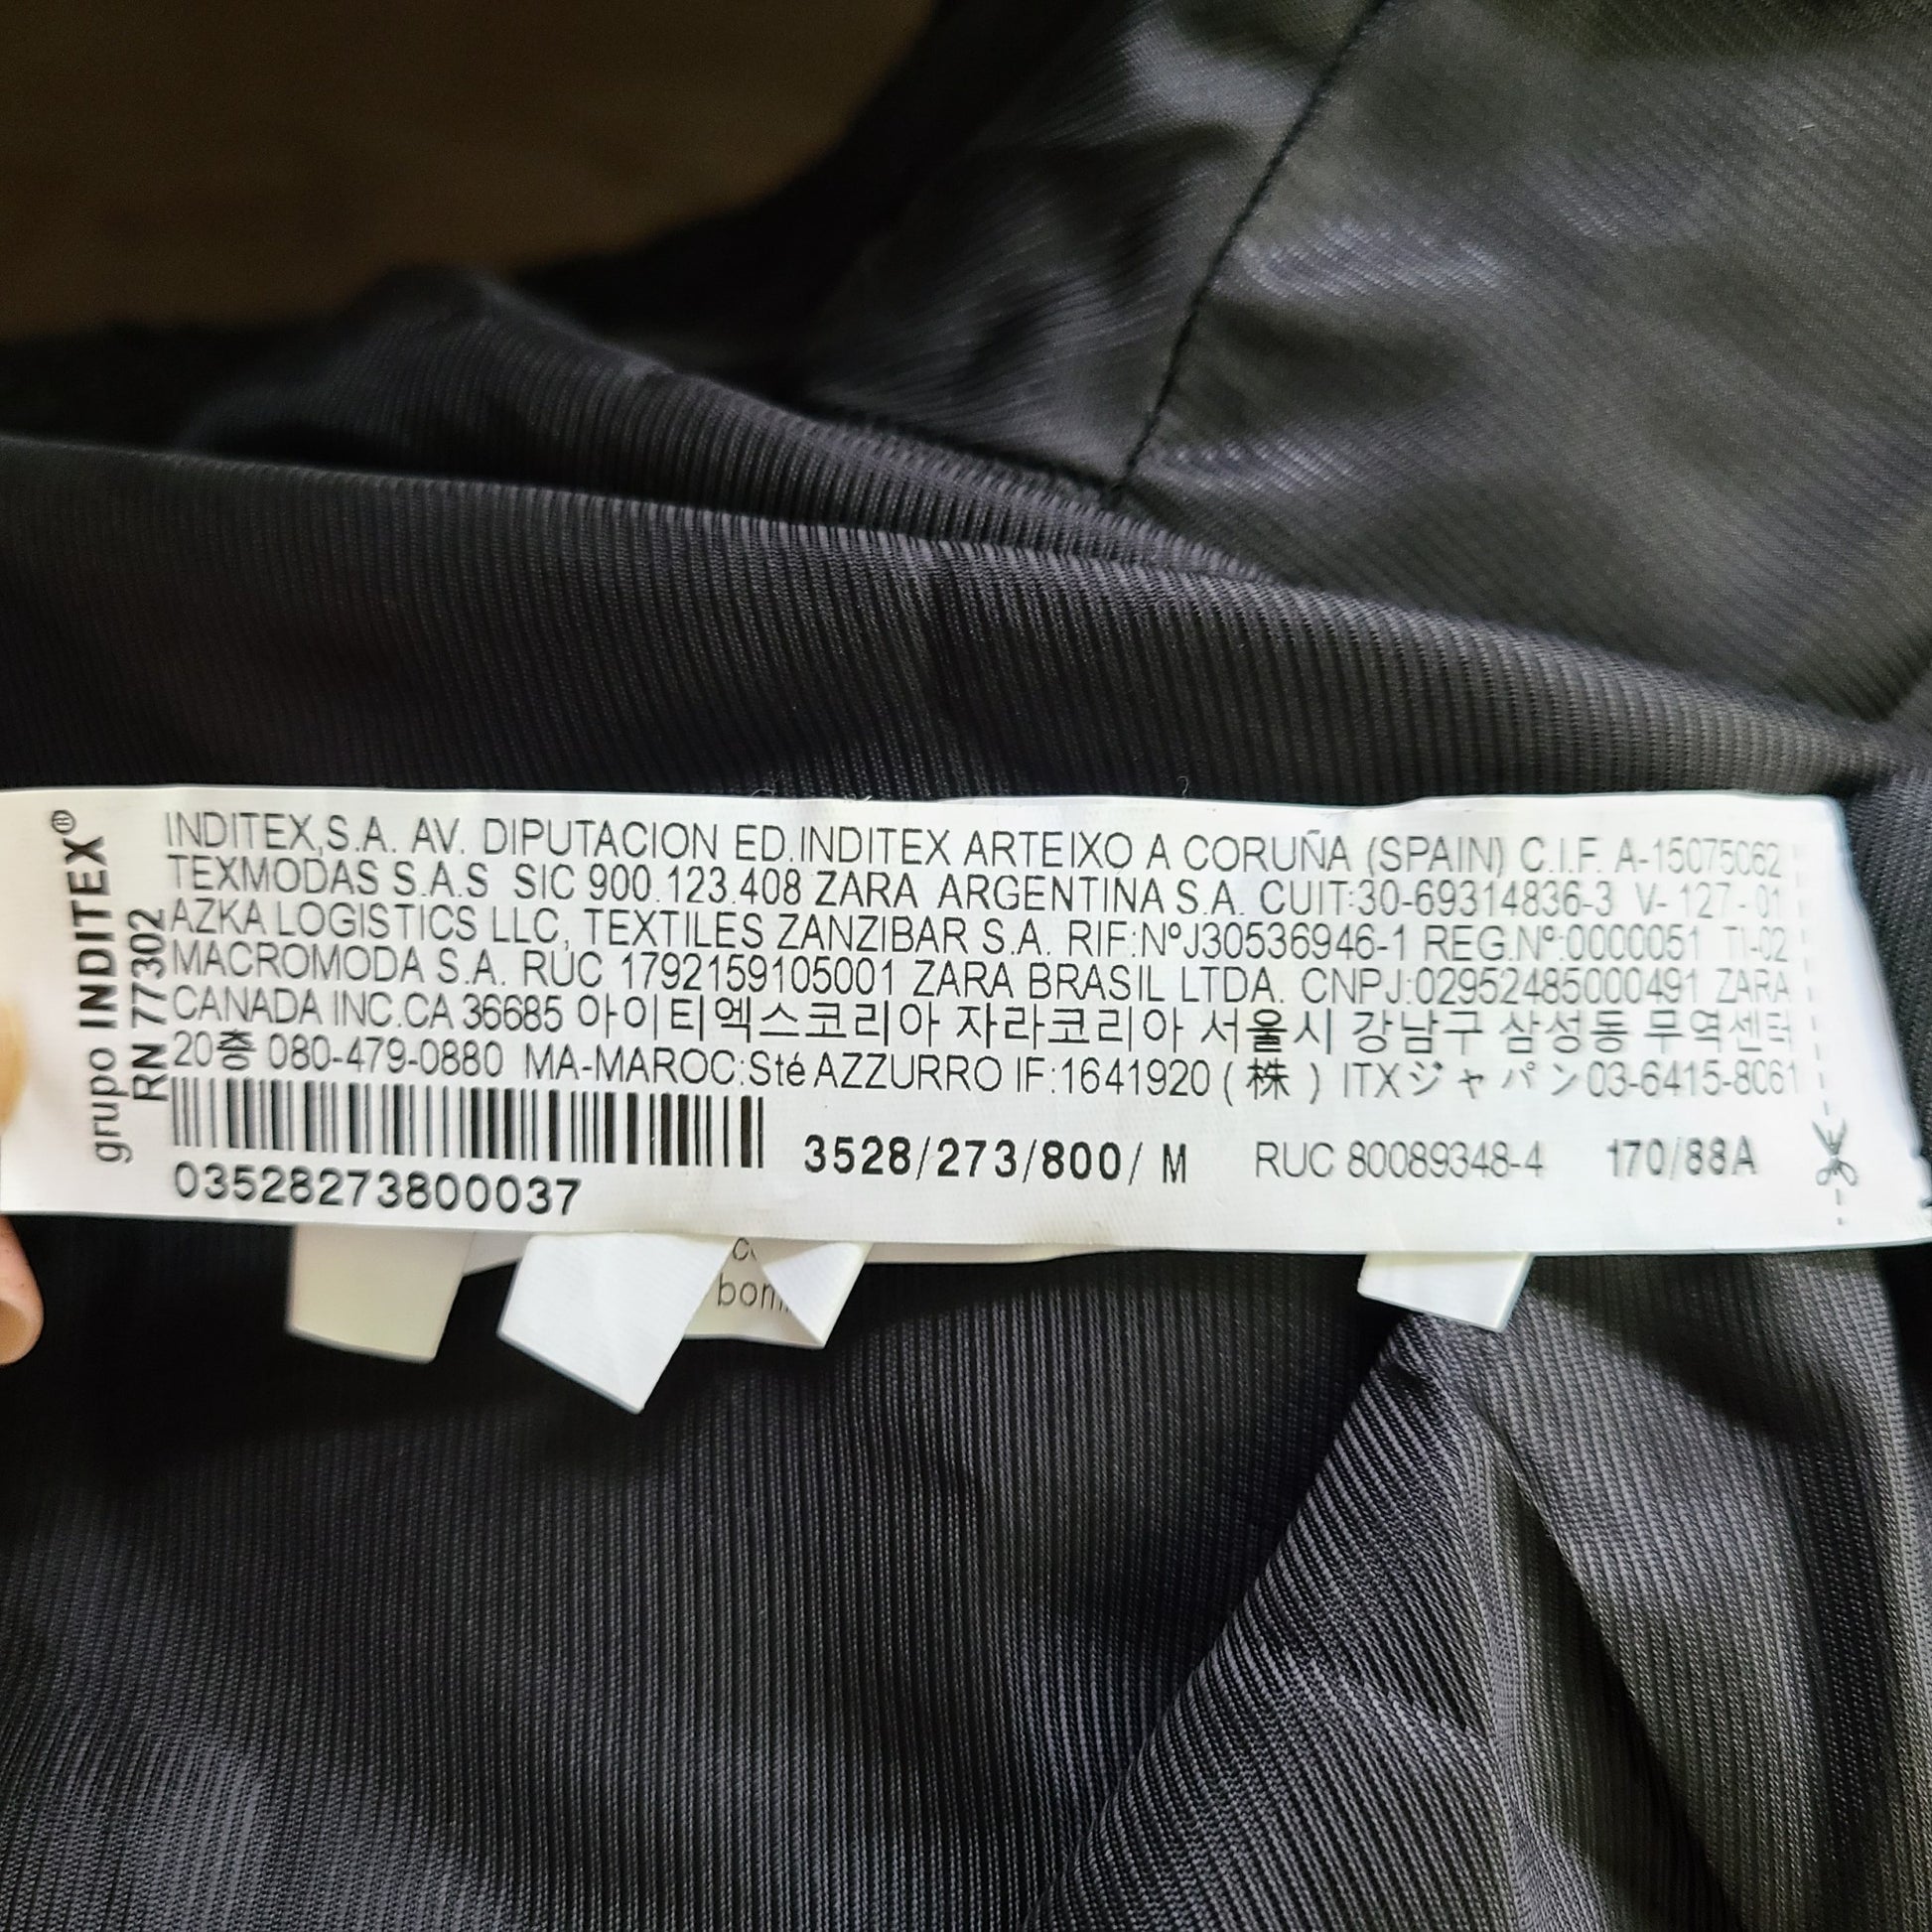 grupo INDITEX®
RN 77302
INDITEX,S.A. AV. DIPUTACION ED.INDITEX ARTEIXO A CORUÑA (SPAIN) C.I.F. A-15075062
TEXMODAS S.A.S SIC 900.123.408 ZARA ARGENTINA S.A. CUIT:30-69314836-3 V-127-01
AZKA LOGISTICS LLC, TEXTILES ZANZIBAR S.A. RIF:NºJ30536946-1 REG.Nº:0000051 TI-02
MACROMODA S.A. RUC 1792159105001 ZARA BRASIL LTDA. CNPJ:02952485000491 ZARA
CANADA INC.CA 36685 아이티엑스코리아 자라코리아 서울시 강남구 삼성동 무역센터
20층 080-479-0880 MA-MAROC:Sté AZZURRO IF:1641920 (株) ITXジャパン03-6415-8061
3528/273/800/ M RUC 80089348-4 170/88A
03528273800037